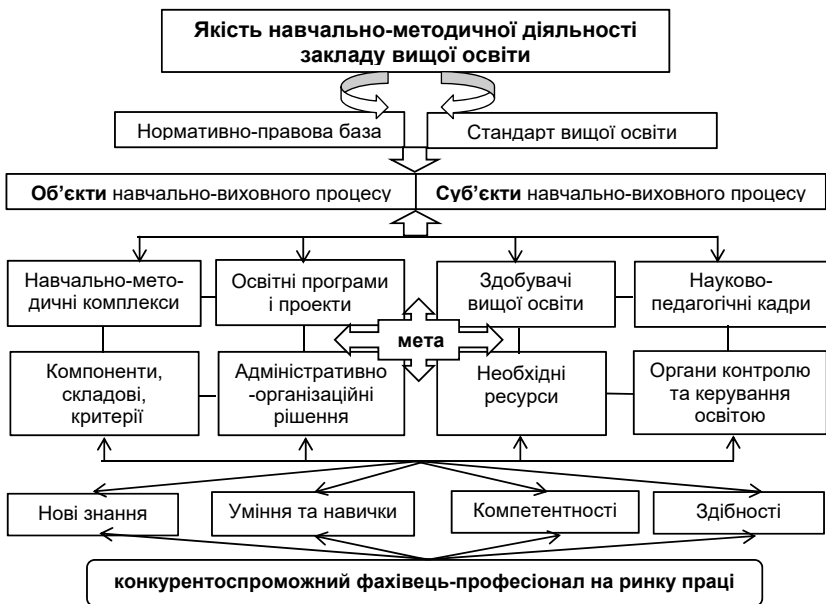 Якість навчально-методичної діяльності
закладу вищої освіти
Нормативно-правова база
Стандарт вищої освіти
Об’єкти навчально-виховного процесу
Суб’єкти навчально-виховного процесу
Навчально-мето-
дичні комплекси
Освітні програми
і проекти
Здобувачі
вищої освіти
Науково-
педагогічні кадри
мета
Компоненти,
складові,
критерії
Адміністративно
-організаційні
рішення
Необхідні
ресурси
Органи контролю
та керування
освітою
Нові знання
Уміння та навички
Компетентності
Здібності
конкурентоспроможний фахівець-професіонал на ринку праці